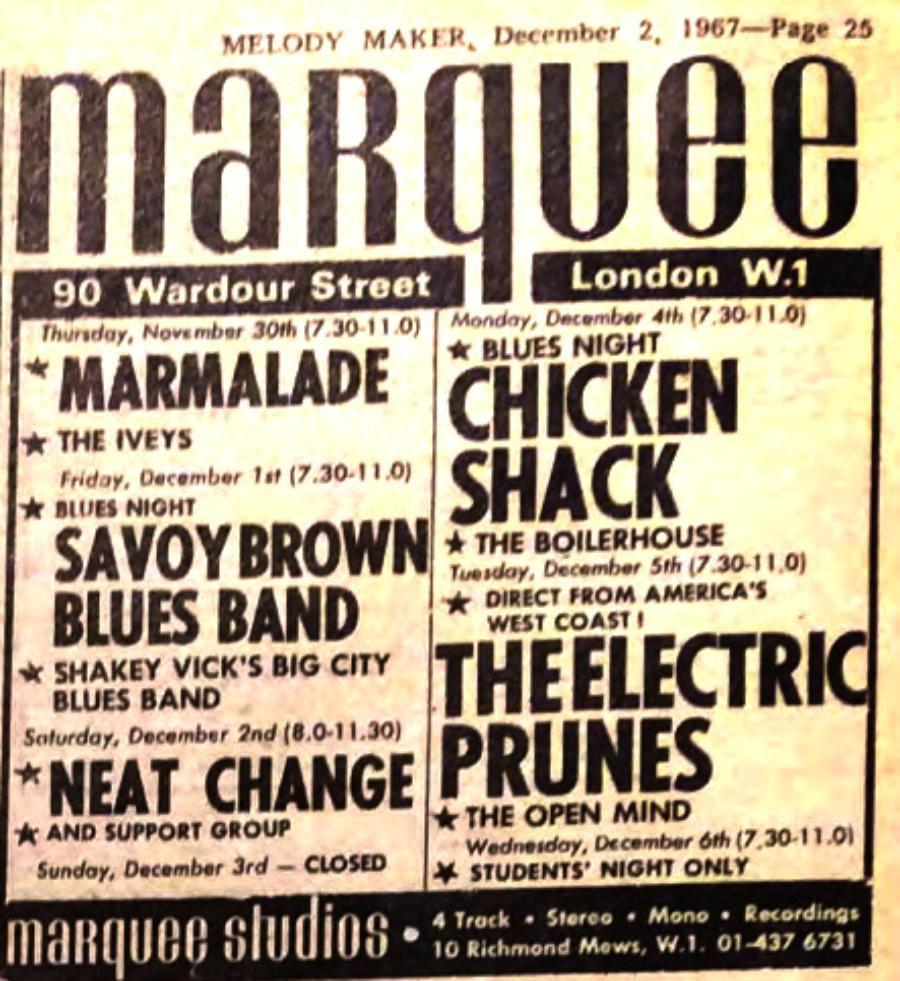 MELODY MAKER, December 2, 1967—Page 25
marquee
90 Wardour Street
London W.1
Thursday, November 30th (7.30-11.0)
★ MARMALADE
★ THE IVEYS
Friday, December 1st (7.30-11.0)
★ BLUES NIGHT
SAVOY BROWN
BLUES BAND
★ SHAKEY VICK'S BIG CITY
BLUES BAND
Saturday, December 2nd (8.0-11.30)
★ NEAT CHANGE
★ AND SUPPORT GROUP
Sunday, December 3rd — CLOSED
Monday, December 4th (7.30-11.0)
★ BLUES NIGHT
CHICKEN
SHACK
★ THE BOILERHOUSE
Tuesday, December 5th (7.30-11.0)
★ DIRECT FROM AMERICA'S
WEST COAST !
THE ELECTRIC
PRUNES
★ THE OPEN MIND
Wednesday, December 6th (7.30-11.0)
★ STUDENTS' NIGHT ONLY
marquee studios •
4 Track • Stereo • Mono • Recordings
10 Richmond Mews, W.1. 01-437 6731